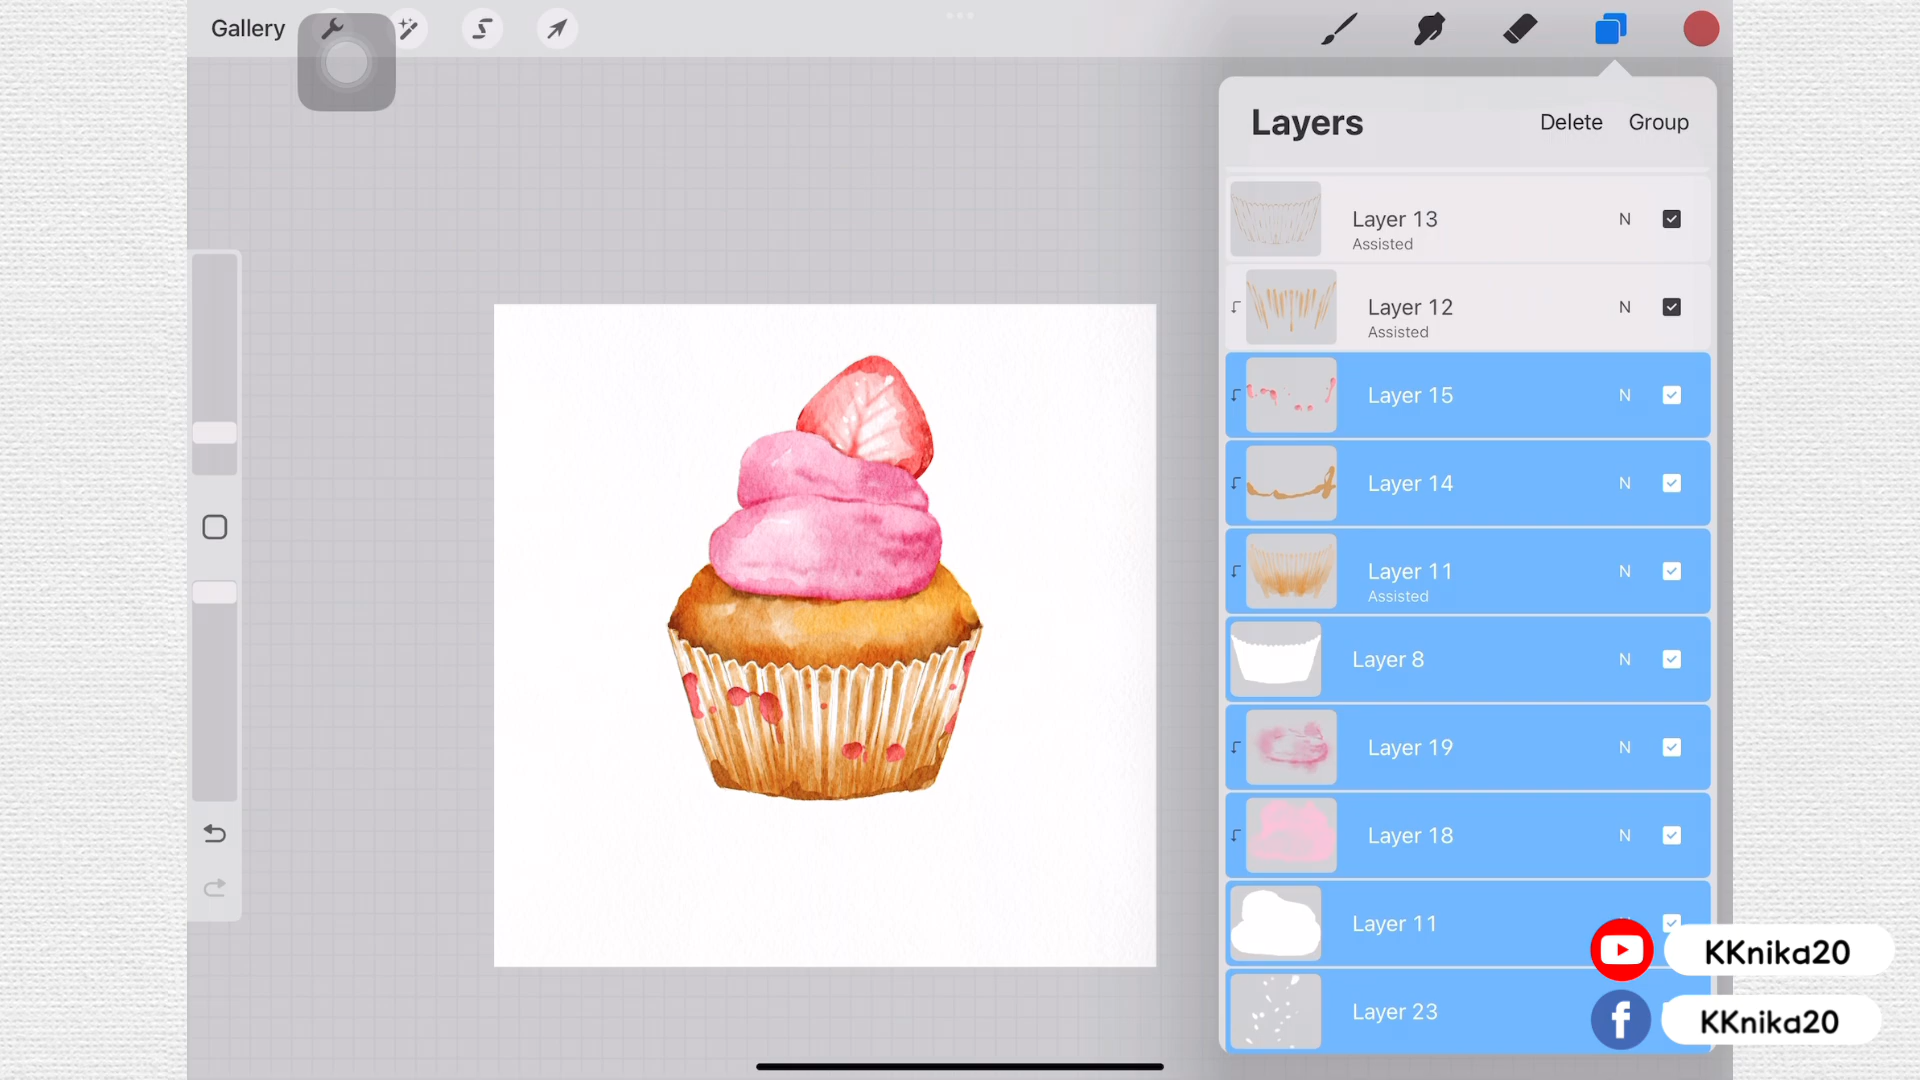 Gallery
Layers
Delete
Group
Layer 13
N
Assisted
Layer 12
N
Assisted
Layer 15
N
Layer 14
N
Layer 11
N
Assisted
Layer 8
N
Layer 19
N
Layer 18
N
Layer 11
KKnika20
Layer 23
KKnika20